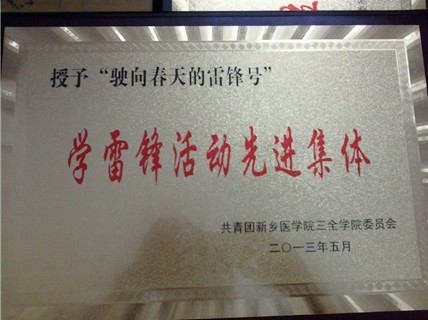 授予“驶向春天的雷锋号”
学雷锋活动先进集体
共青团新乡医学院三全学院委员会
二〇一三年五月